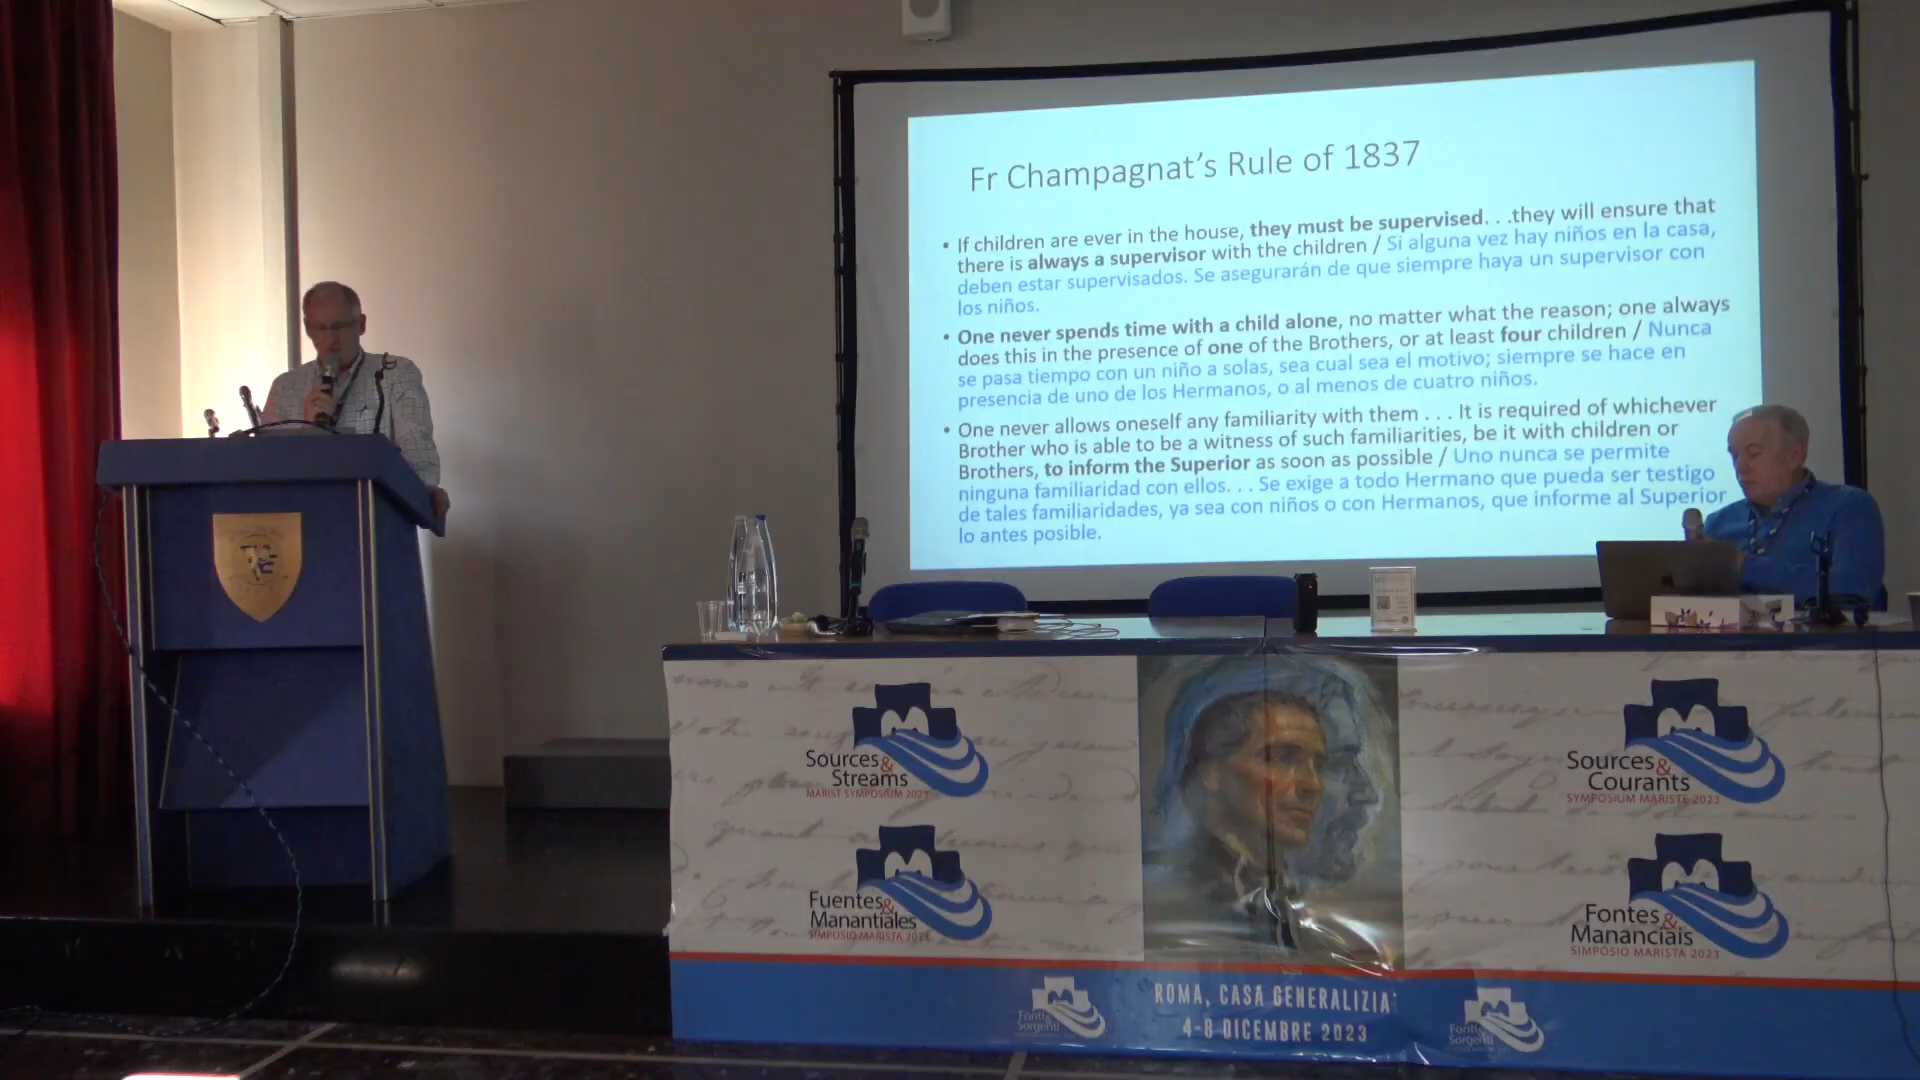 Fr Champagnat's Rule of 1837
• If children are ever in the house, they must be supervised. . .they will ensure that
there is always a supervisor with the children / Si alguna vez hay niños en la casa,
deben estar supervisados. Se asegurarán de que siempre haya un supervisor con
los niños.
• One never spends time with a child alone, no matter what the reason; one always
does this in the presence of one of the Brothers, or at least four children / Nunca
se pasa tiempo con un niño a solas, sea cual sea el motivo; siempre se hace en
presencia de uno de los Hermanos, o al menos de cuatro niños.
• One never allows oneself any familiarity with them . . . It is required of whichever
Brother who is able to be a witness of such familiarities, be it with children or
Brothers, to inform the Superior as soon as possible / Uno nunca se permite
ninguna familiaridad con ellos. . . Se exige a todo Hermano que pueda ser testigo
de tales familiaridades, ya sea con niños o con Hermanos, que informe al Superior
lo antes posible.
Sources &
Streams
MARIST SYMPOSIUM 2023
Sources &
Courants
SYMPOSIUM MARISTE 2023
Fuentes &
Manantiales
SIMPOSIO MARISTA 2023
Fontes &
Mananciais
SIMPÓSIO MARISTA 2023
Fonti &
Sorgenti
ROMA, CASA GENERALIZIA
4-8 DICEMBRE 2023
Fonti &
Sorgenti